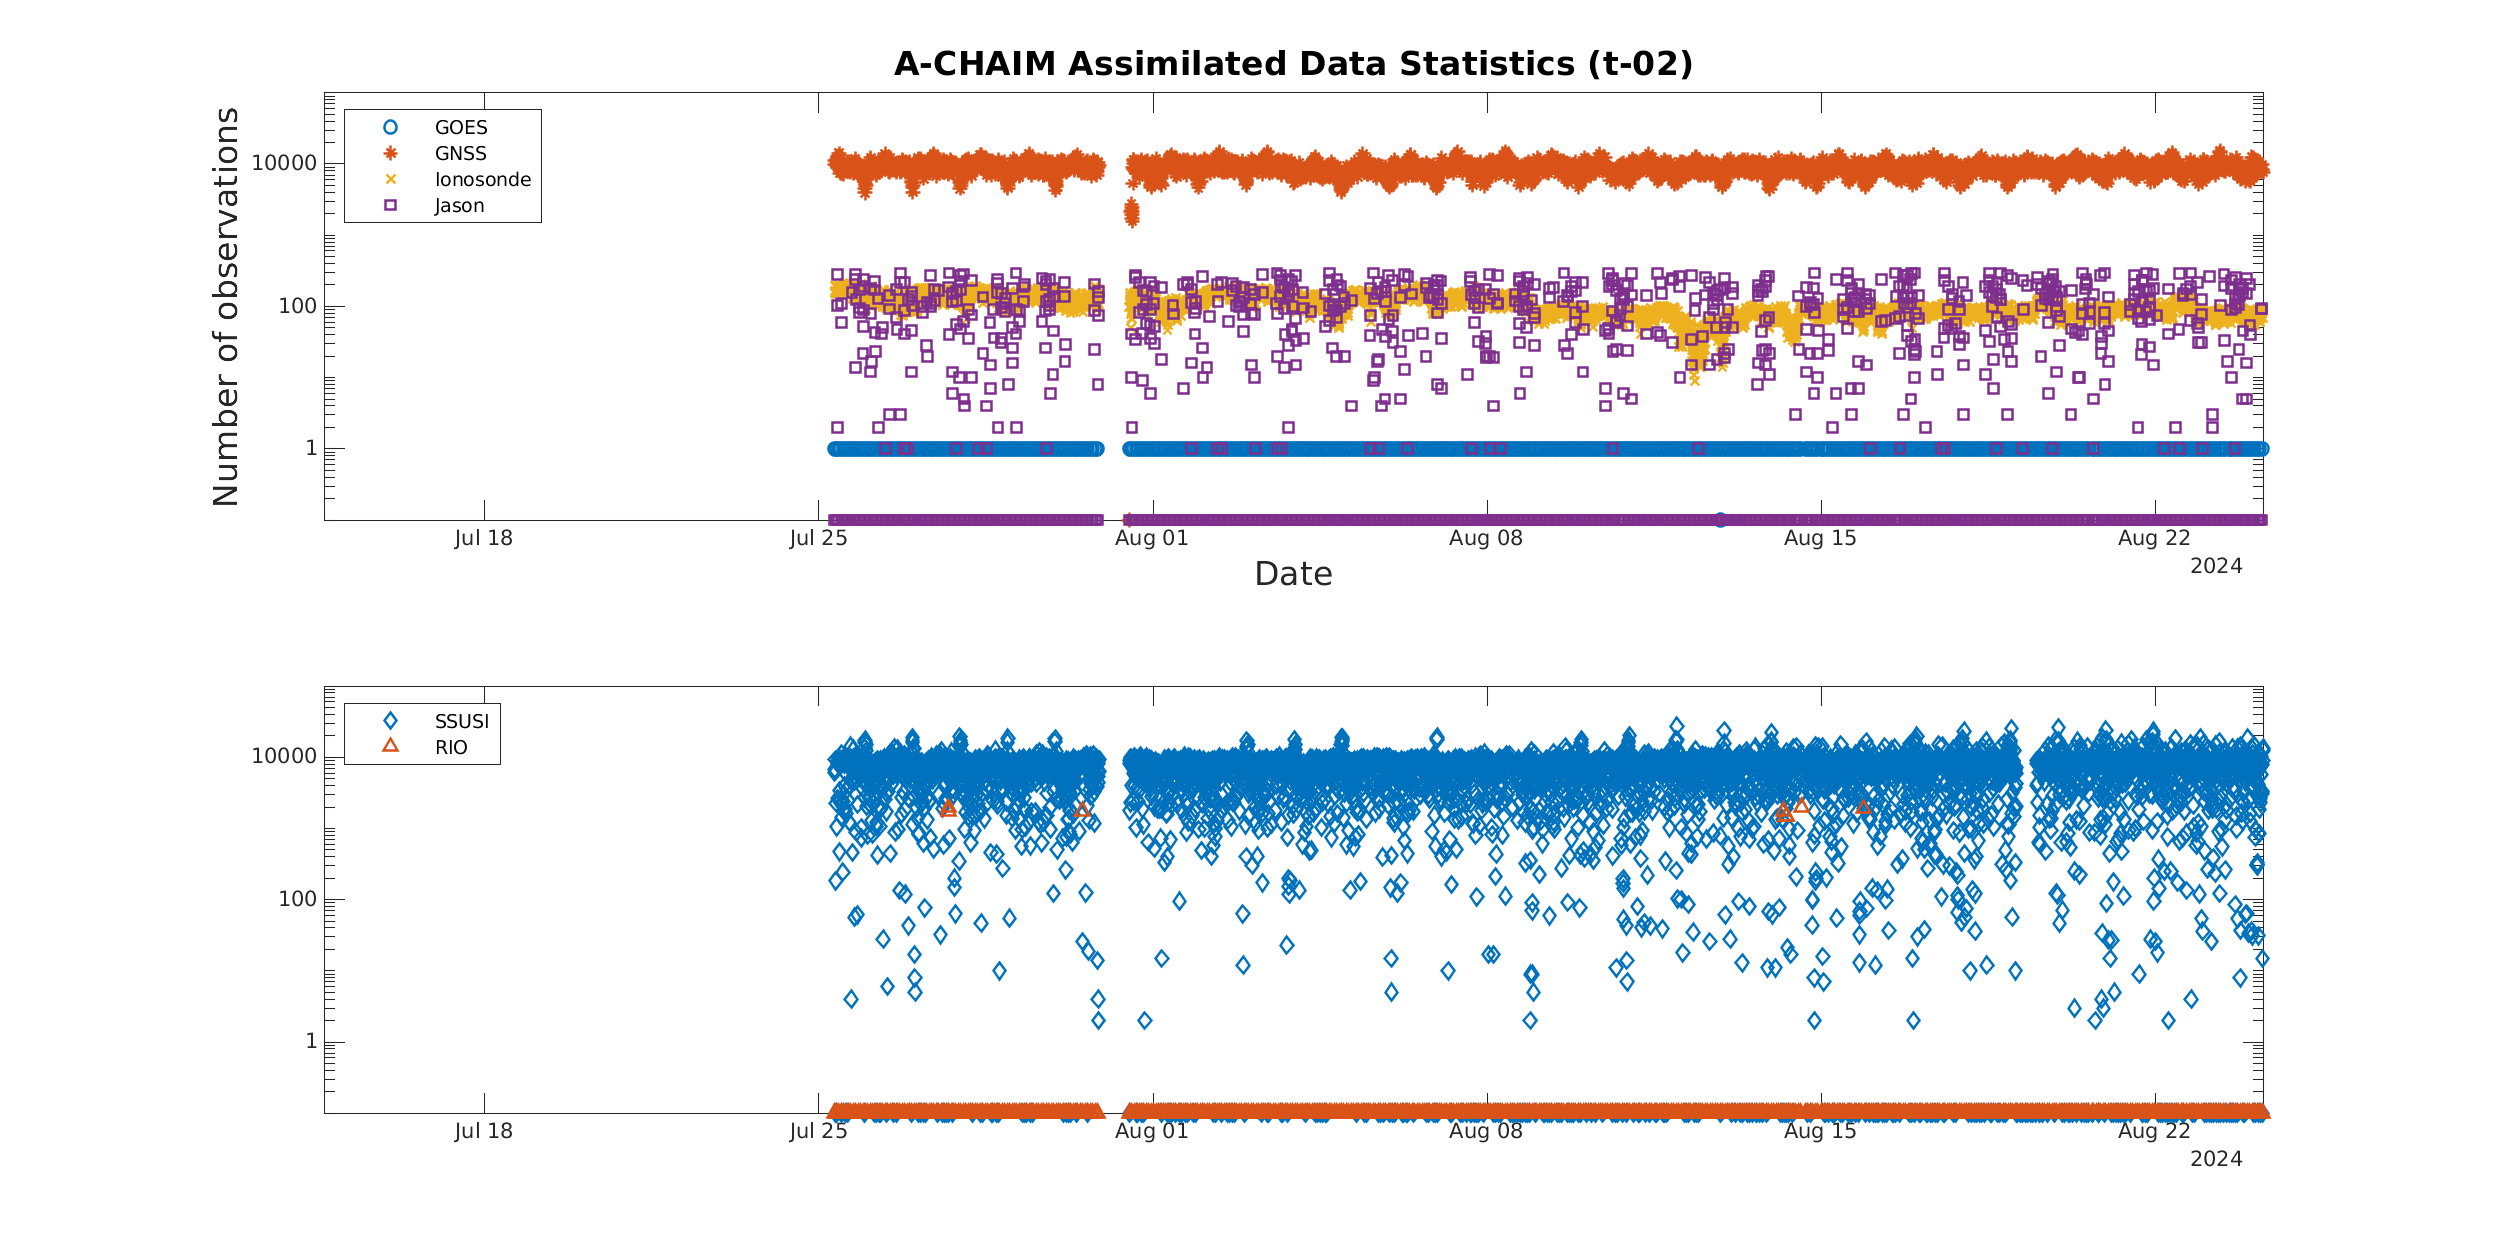 A-CHAIM Assimilated Data Statistics (t-02)
Number of observations
10000
100
1
GOES
GNSS
Ionosonde
Jason
Jul 18
Jul 25
Aug 01
Aug 08
Aug 15
Aug 22
2024
Date
10000
100
1
SSUSI
RIO
Jul 18
Jul 25
Aug 01
Aug 08
Aug 15
Aug 22
2024